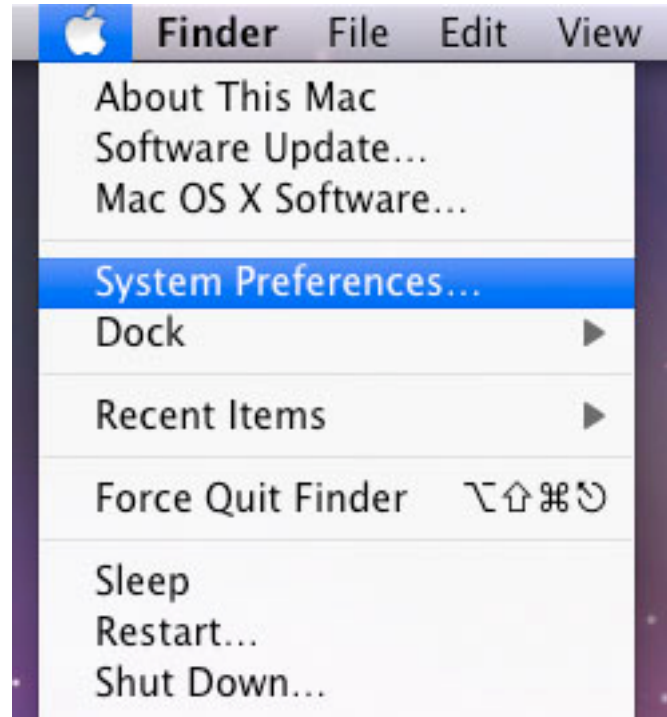 Finder File Edit View
About This Mac
Software Update...
Mac OS X Software...
System Preferences...
Dock ▶
Recent Items ▶
Force Quit Finder ⌥⇧⌘⎋
Sleep
Restart...
Shut Down...